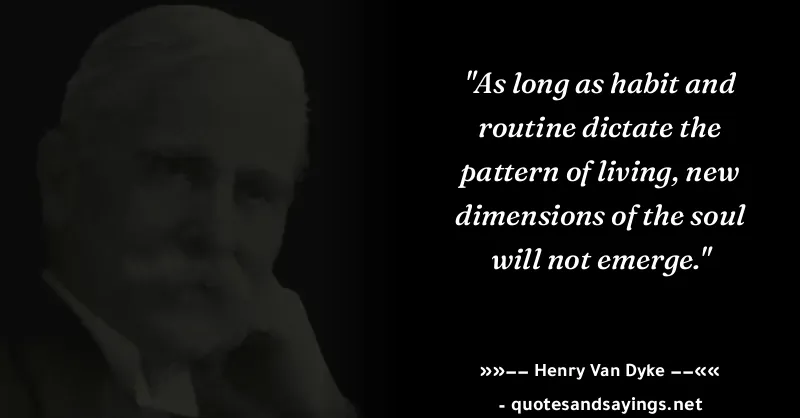 "As long as habit and
routine dictate the
pattern of living, new
dimensions of the soul
will not emerge."
»»−− Henry Van Dyke −−««
- quotesandsayings.net